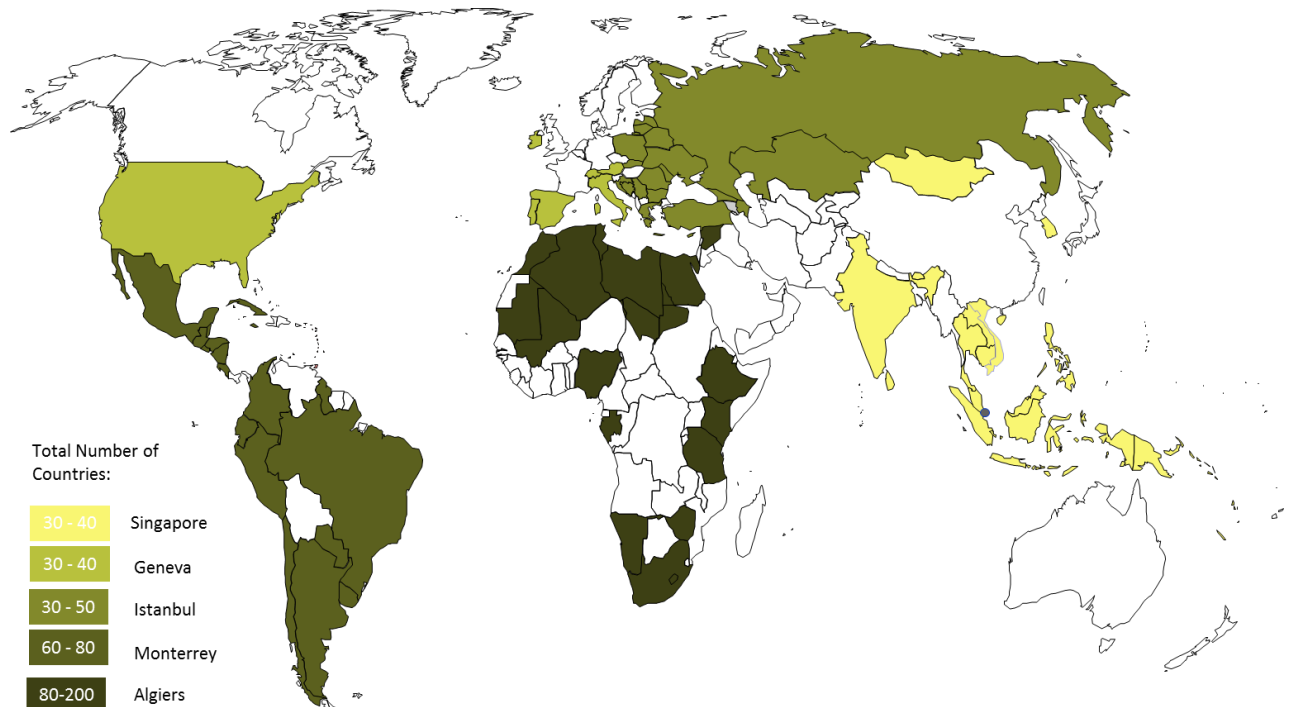 Total Number of
Countries:
30 - 40 Singapore
30 - 40 Geneva
30 - 50 Istanbul
60 - 80 Monterrey
80-200 Algiers